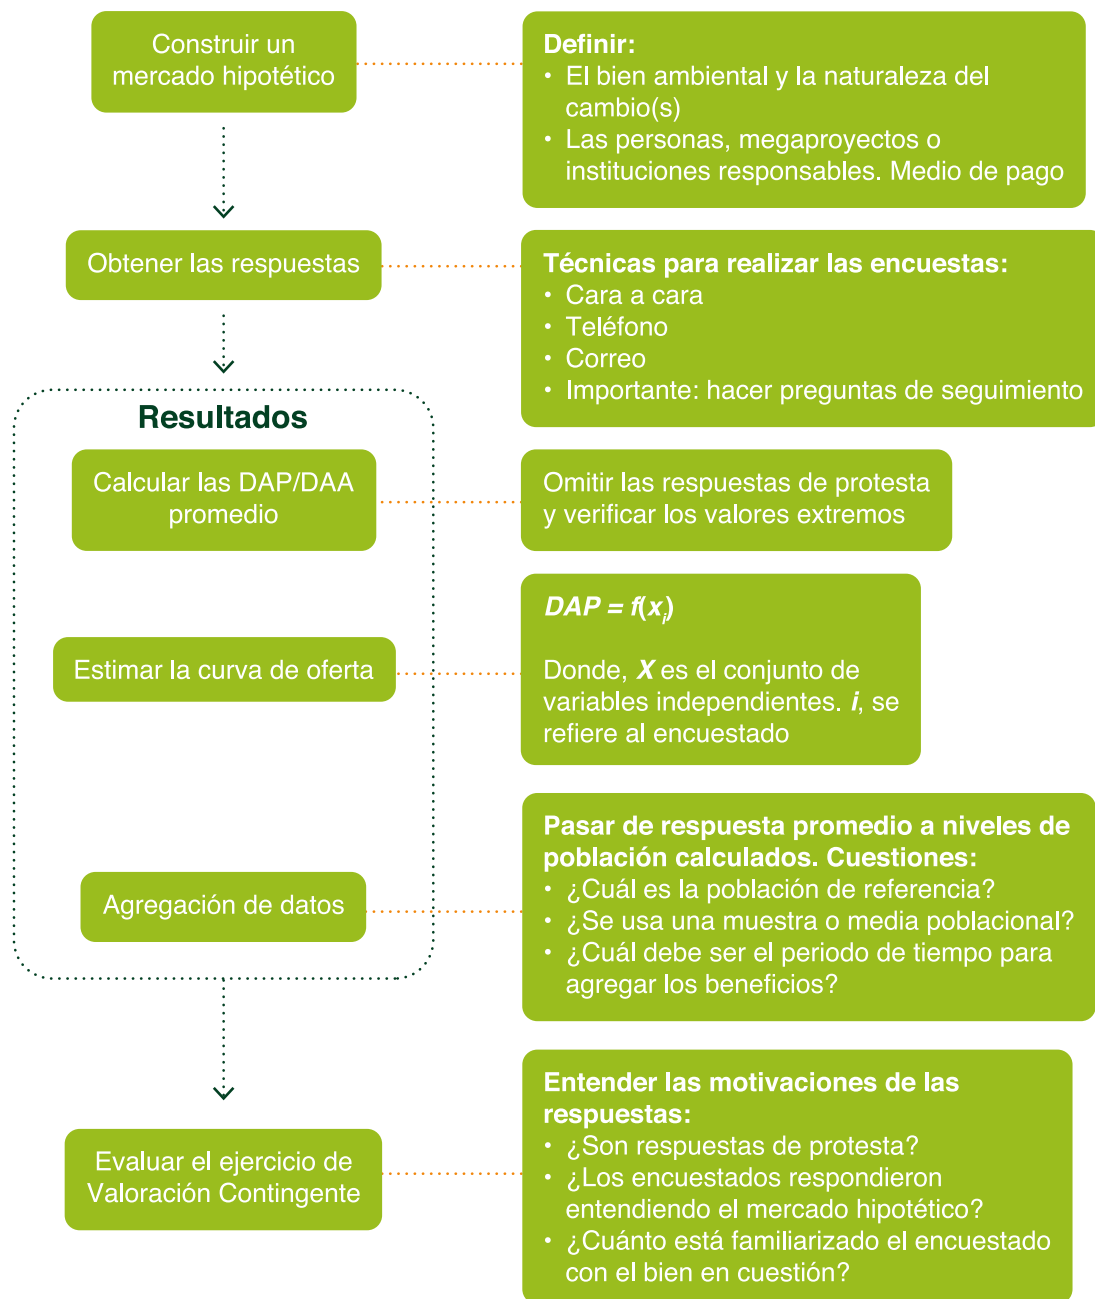 Construir un
mercado hipotético
Definir:
• El bien ambiental y la naturaleza del
cambio(s)
• Las personas, megaproyectos o
instituciones responsables. Medio de pago
Obtener las respuestas
Técnicas para realizar las encuestas:
• Cara a cara
• Teléfono
• Correo
• Importante: hacer preguntas de seguimiento
Resultados
Calcular las DAP/DAA
promedio
Omitir las respuestas de protesta
y verificar los valores extremos
Estimar la curva de oferta
DAP = f(xᵢ)
Donde, X es el conjunto de
variables independientes. i, se
refiere al encuestado
Agregación de datos
Pasar de respuesta promedio a niveles de
población calculados. Cuestiones:
• ¿Cuál es la población de referencia?
• ¿Se usa una muestra o media poblacional?
• ¿Cuál debe ser el periodo de tiempo para
agregar los beneficios?
Evaluar el ejercicio de
Valoración Contingente
Entender las motivaciones de las
respuestas:
• ¿Son respuestas de protesta?
• ¿Los encuestados respondieron
entendiendo el mercado hipotético?
• ¿Cuánto está familiarizado el encuestado
con el bien en cuestión?